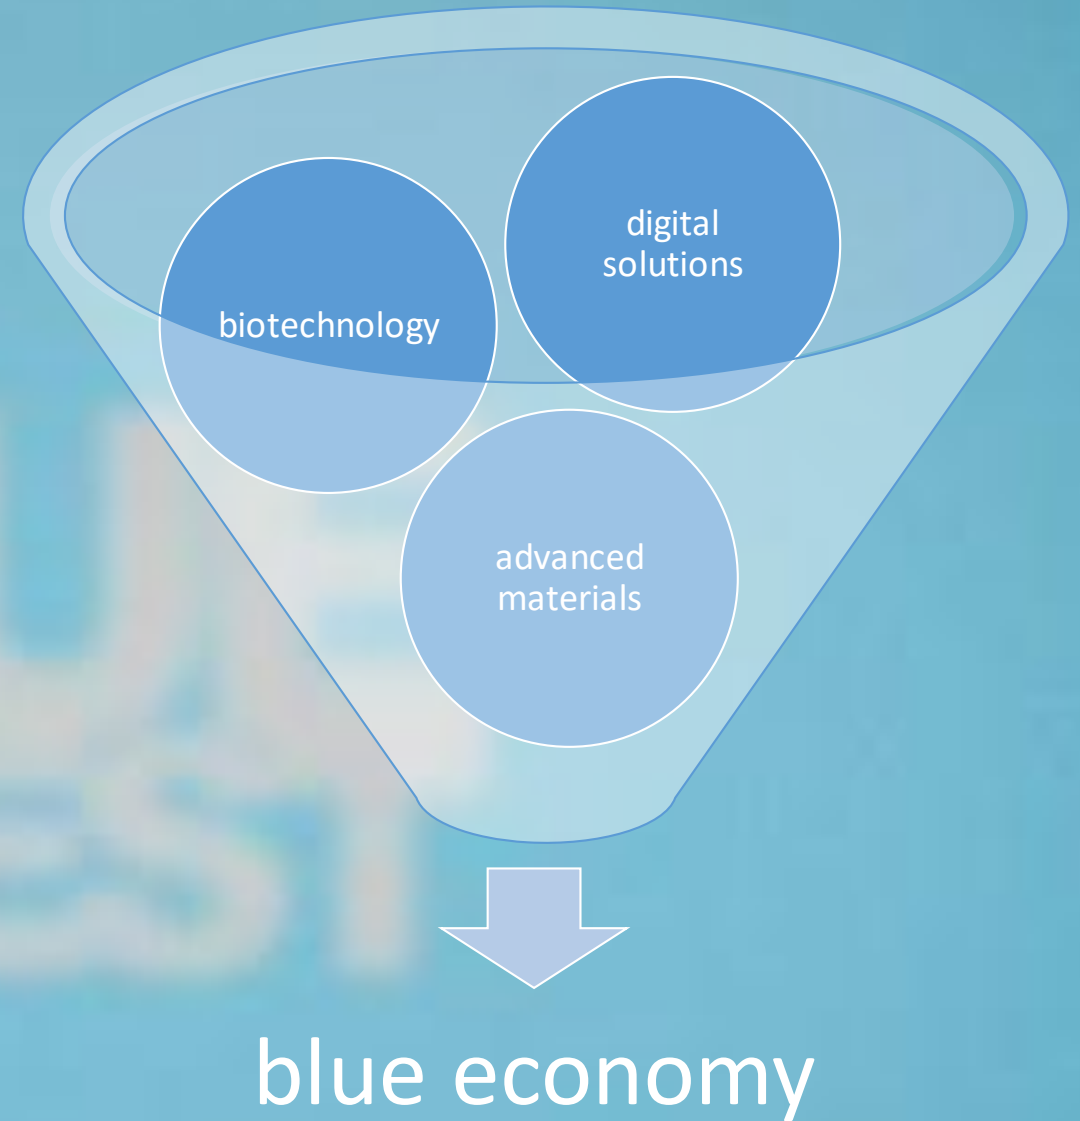 digital
solutions
biotechnology
advanced
materials
blue economy